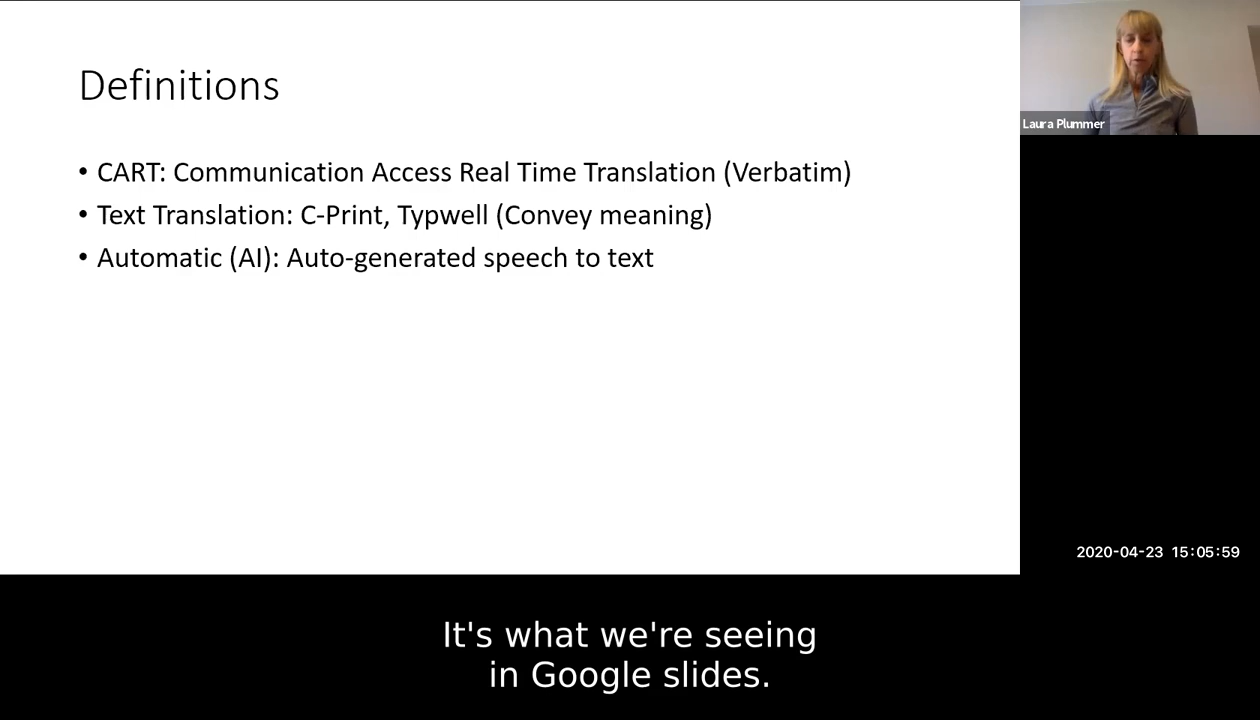 Definitions
• CART: Communication Access Real Time Translation (Verbatim)
• Text Translation: C-Print, Typwell (Convey meaning)
• Automatic (AI): Auto-generated speech to text
Laura Plummer
2020-04-23 15:05:59
It's what we're seeing
in Google slides.